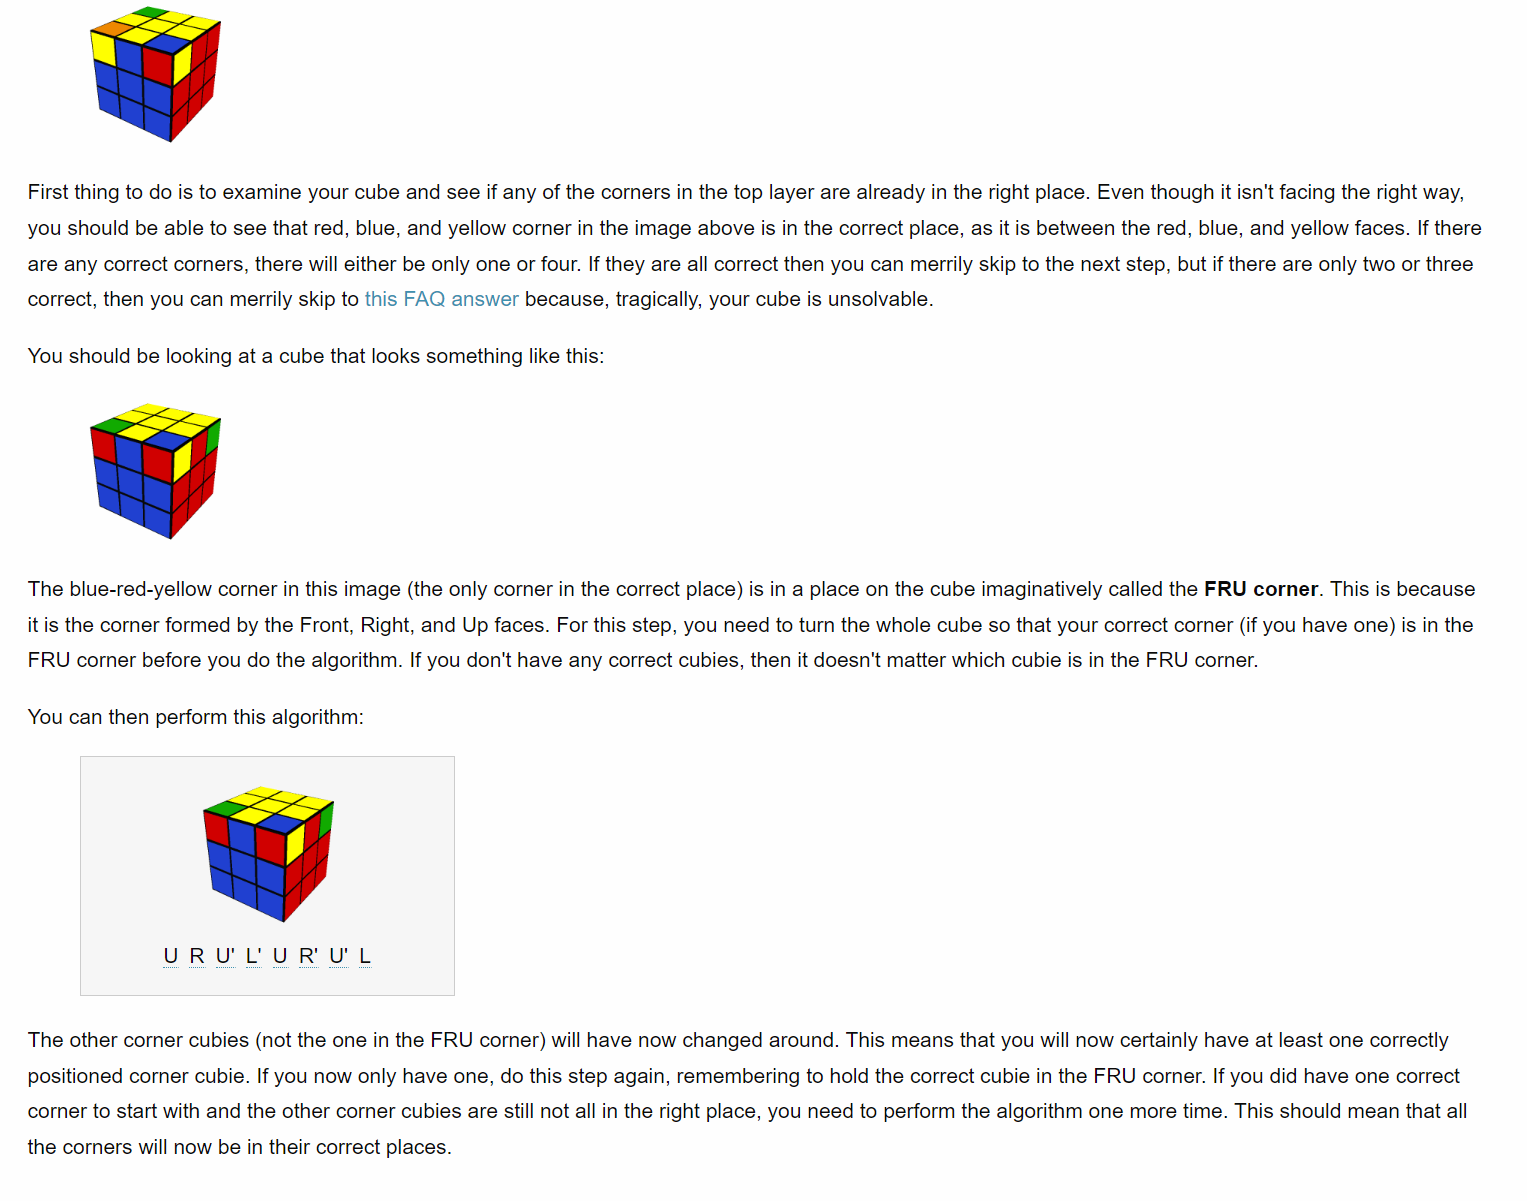 First thing to do is to examine your cube and see if any of the corners in the top layer are already in the right place. Even though it isn't facing the right way,
you should be able to see that red, blue, and yellow corner in the image above is in the correct place, as it is between the red, blue, and yellow faces. If there
are any correct corners, there will either be only one or four. If they are all correct then you can merrily skip to the next step, but if there are only two or three
correct, then you can merrily skip to this FAQ answer because, tragically, your cube is unsolvable.
You should be looking at a cube that looks something like this:
The blue-red-yellow corner in this image (the only corner in the correct place) is in a place on the cube imaginatively called the FRU corner. This is because
it is the corner formed by the Front, Right, and Up faces. For this step, you need to turn the whole cube so that your correct corner (if you have one) is in the
FRU corner before you do the algorithm. If you don't have any correct cubies, then it doesn't matter which cubie is in the FRU corner.
You can then perform this algorithm:
U R U' L' U R' U' L
The other corner cubies (not the one in the FRU corner) will have now changed around. This means that you will now certainly have at least one correctly
positioned corner cubie. If you now only have one, do this step again, remembering to hold the correct cubie in the FRU corner. If you did have one correct
corner to start with and the other corner cubies are still not all in the right place, you need to perform the algorithm one more time. This should mean that all
the corners will now be in their correct places.